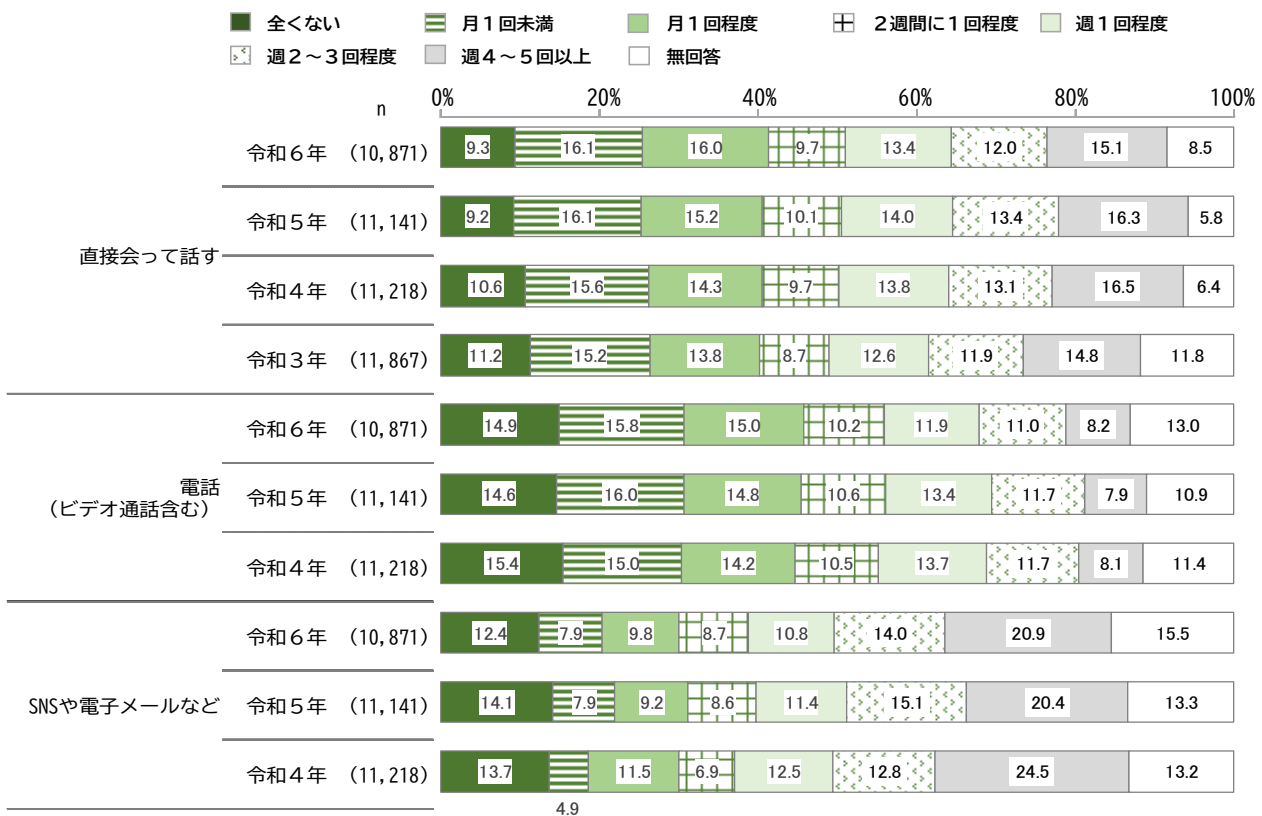 全くない 月１回未満 月１回程度 ２週間に１回程度 週１回程度
週２～３回程度 週４～５回以上 無回答
n 0% 20% 40% 60% 80% 100%
直接会って話す
令和６年 (10,871) 9.3 16.1 16.0 9.7 13.4 12.0 15.1 8.5
令和５年 (11,141) 9.2 16.1 15.2 10.1 14.0 13.4 16.3 5.8
令和４年 (11,218) 10.6 15.6 14.3 9.7 13.8 13.1 16.5 6.4
令和３年 (11,867) 11.2 15.2 13.8 8.7 12.6 11.9 14.8 11.8
電話
（ビデオ通話含む）
令和６年 (10,871) 14.9 15.8 15.0 10.2 11.9 11.0 8.2 13.0
令和５年 (11,141) 14.6 16.0 14.8 10.6 13.4 11.7 7.9 10.9
令和４年 (11,218) 15.4 15.0 14.2 10.5 13.7 11.7 8.1 11.4
SNSや電子メールなど
令和６年 (10,871) 12.4 7.9 9.8 8.7 10.8 14.0 20.9 15.5
令和５年 (11,141) 14.1 7.9 9.2 8.6 11.4 15.1 20.4 13.3
令和４年 (11,218) 13.7 11.5 6.9 12.5 12.8 24.5 13.2
4.9